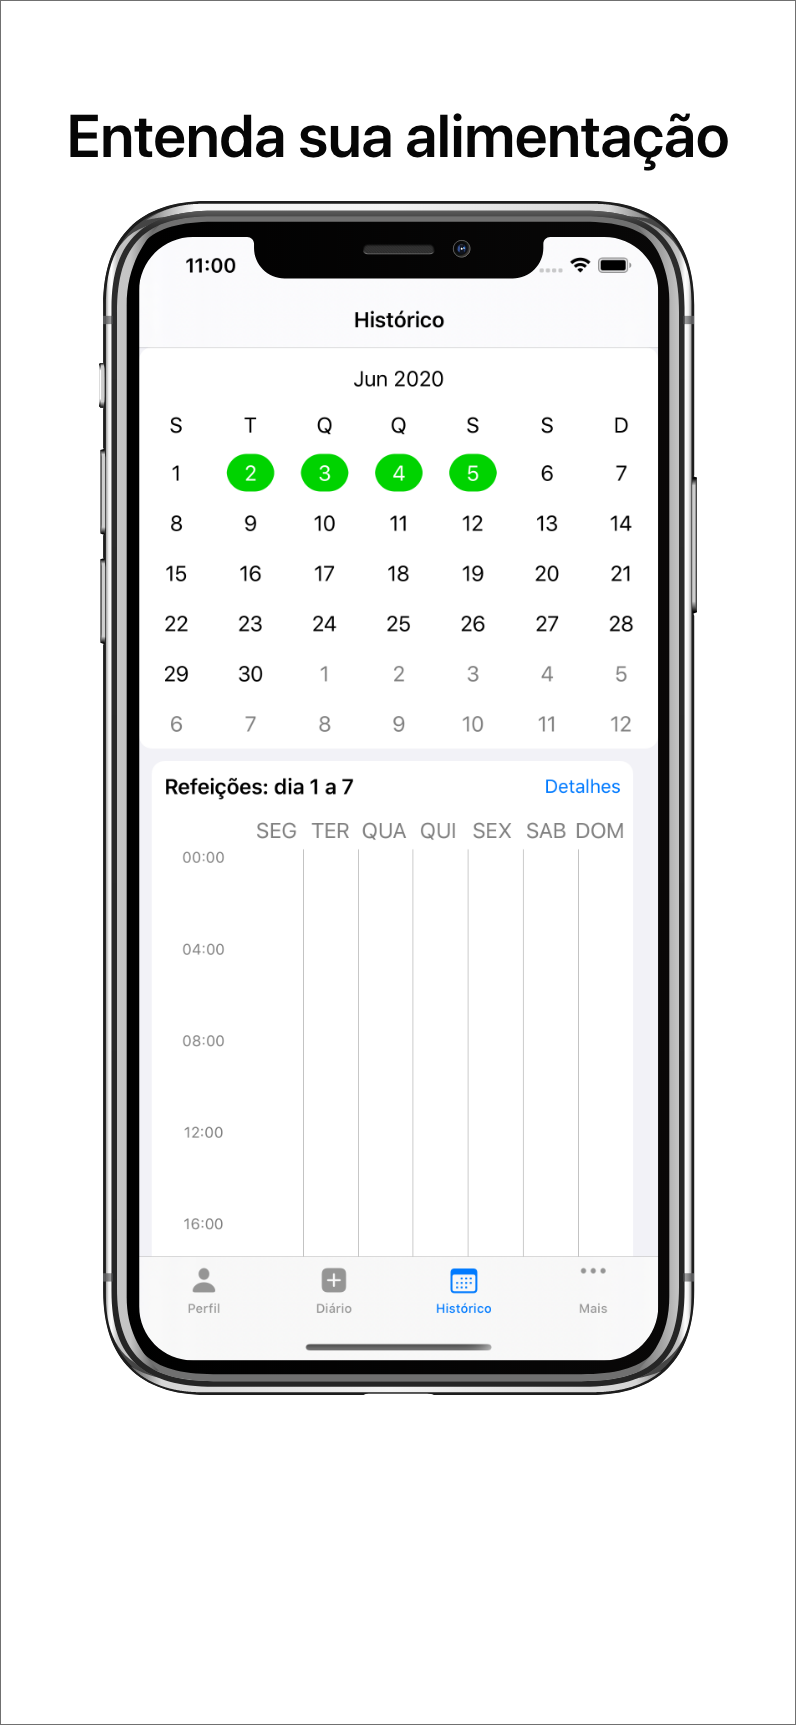 Entenda sua alimentação
11:00
Histórico
Jun 2020
S T Q Q S S D
1 2 3 4 5 6 7
8 9 10 11 12 13 14
15 16 17 18 19 20 21
22 23 24 25 26 27 28
29 30 1 2 3 4 5
6 7 8 9 10 11 12
Refeições: dia 1 a 7 Detalhes
SEG TER QUA QUI SEX SAB DOM
00:00
04:00
08:00
12:00
16:00
Perfil Diário Histórico Mais